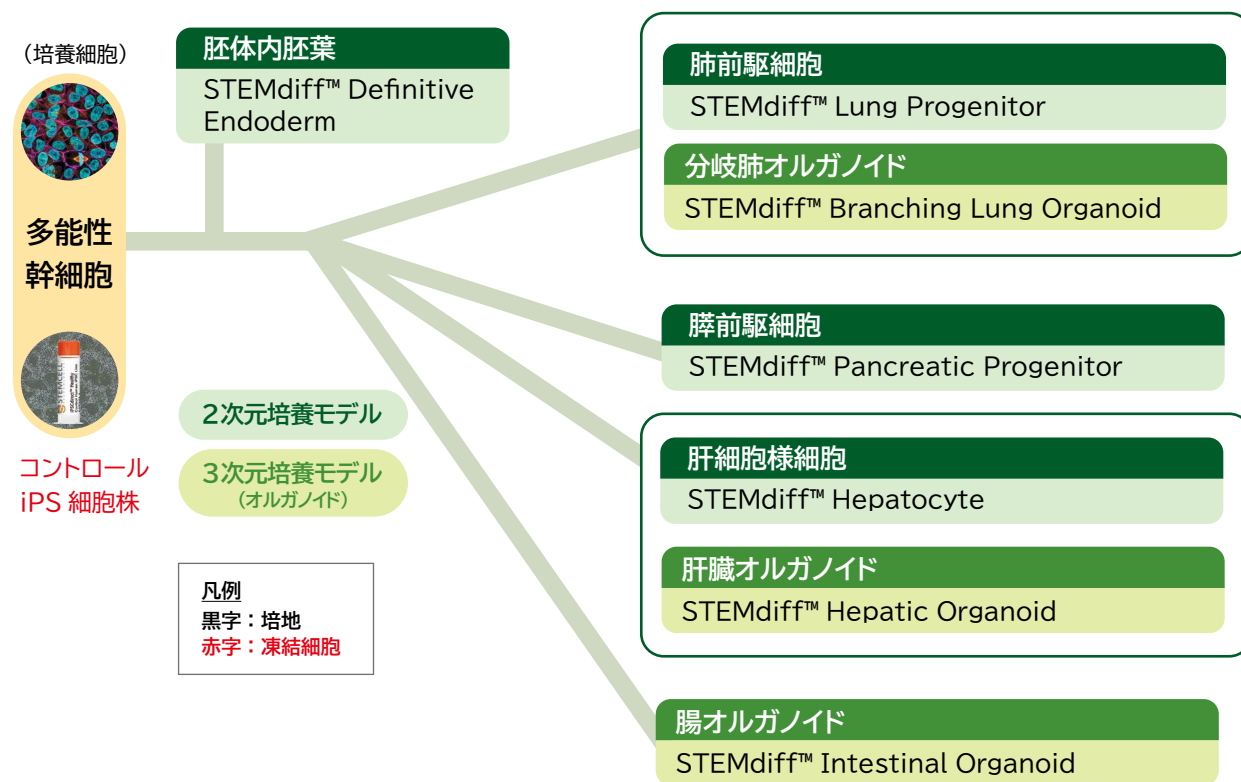 (培養細胞)
多能性
幹細胞
STEMCELL
コントロール
iPS 細胞株
胚体内胚葉
STEMdiff™ Definitive
Endoderm
2次元培養モデル
3次元培養モデル
(オルガノイド)
凡例
黒字：培地
赤字：凍結細胞
肺前駆細胞
STEMdiff™ Lung Progenitor
分岐肺オルガノイド
STEMdiff™ Branching Lung Organoid
膵前駆細胞
STEMdiff™ Pancreatic Progenitor
肝細胞様細胞
STEMdiff™ Hepatocyte
肝臓オルガノイド
STEMdiff™ Hepatic Organoid
腸オルガノイド
STEMdiff™ Intestinal Organoid